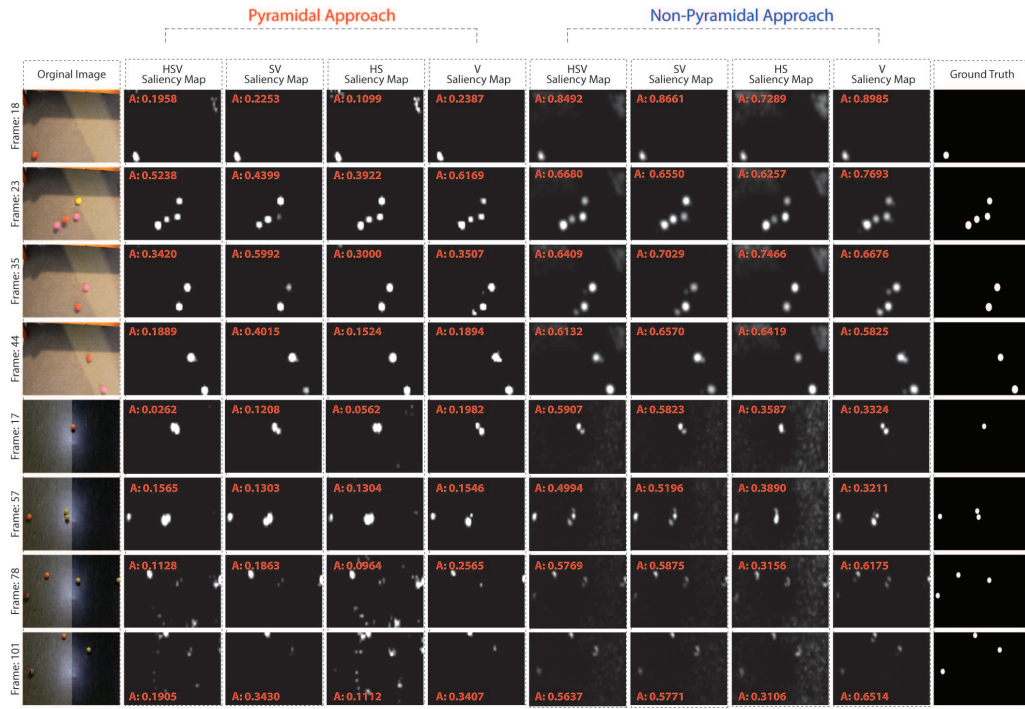 Pyramidal Approach Non-Pyramidal Approach
Orginal Image HSV Saliency Map SV Saliency Map HS Saliency Map V Saliency Map HSV Saliency Map SV Saliency Map HS Saliency Map V Saliency Map Ground Truth
Frame: 18 A: 0.1958 A: 0.2253 A: 0.1099 A: 0.2387 A: 0.8492 A: 0.8661 A: 0.7289 A: 0.8985
Frame: 23 A: 0.5238 A: 0.4399 A: 0.3922 A: 0.6169 A: 0.6680 A: 0.6550 A: 0.6257 A: 0.7693
Frame: 35 A: 0.3420 A: 0.5992 A: 0.3000 A: 0.3507 A: 0.6409 A: 0.7029 A: 0.7466 A: 0.6676
Frame: 44 A: 0.1889 A: 0.4015 A: 0.1524 A: 0.1894 A: 0.6132 A: 0.6570 A: 0.6419 A: 0.5825
Frame: 17 A: 0.0262 A: 0.1208 A: 0.0562 A: 0.1982 A: 0.5907 A: 0.5823 A: 0.3587 A: 0.3324
Frame: 57 A: 0.1565 A: 0.1303 A: 0.1304 A: 0.1546 A: 0.4994 A: 0.5196 A: 0.3890 A: 0.3211
Frame: 78 A: 0.1128 A: 0.1863 A: 0.0964 A: 0.2565 A: 0.5769 A: 0.5875 A: 0.3156 A: 0.6175
Frame: 101 A: 0.1905 A: 0.3430 A: 0.1112 A: 0.3407 A: 0.5637 A: 0.5771 A: 0.3106 A: 0.6514